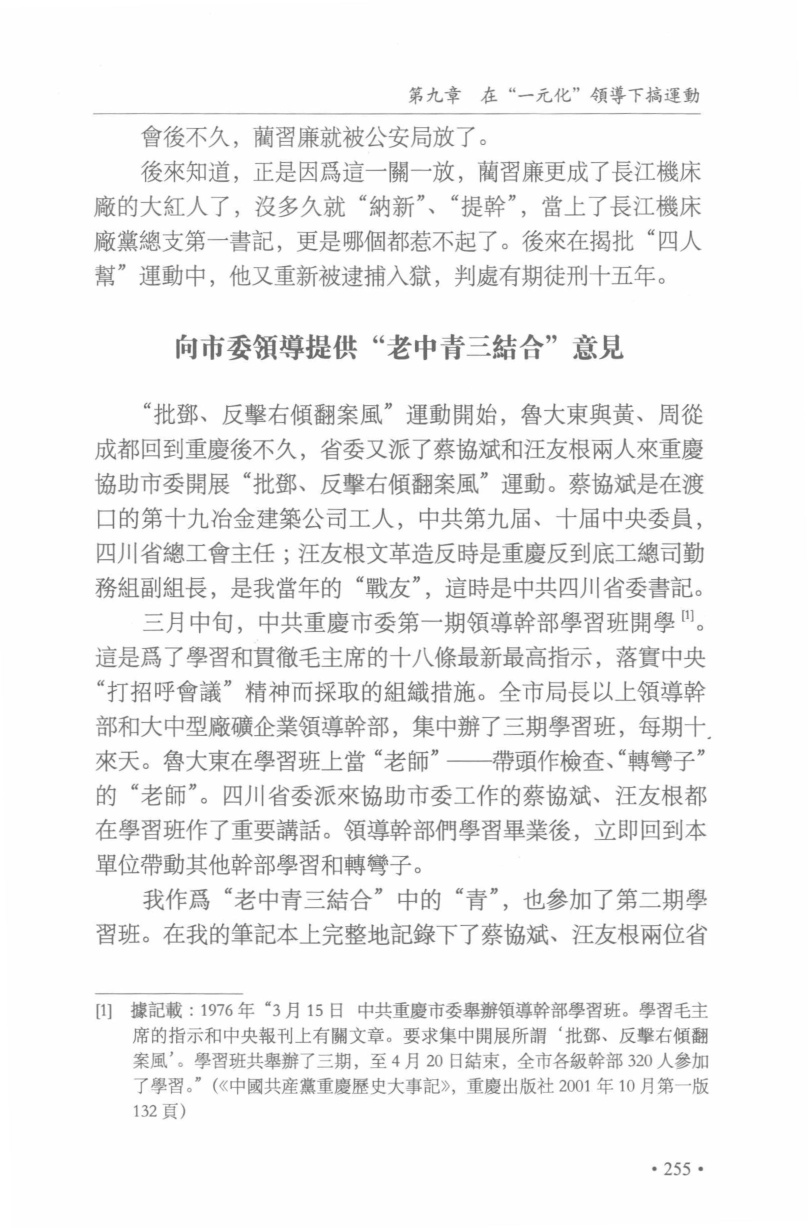 第九章　在“一元化”領導下搞運動
會後不久，藺習廉就被公安局放了。
後來知道，正是因爲這一關一放，藺習廉更成了長江機床
廠的大紅人了，沒多久就“納新”、“提幹”，當上了長江機床
廠黨總支第一書記，更是哪個都惹不起了。後來在揭批“四人
幫”運動中，他又重新被逮捕入獄，判處有期徒刑十五年。
向市委領導提供“老中青三結合”意見
“批鄧、反擊右傾翻案風”運動開始，魯大東與黃、周從
成都回到重慶後不久，省委又派了蔡協斌和汪友根兩人來重慶
協助市委開展“批鄧、反擊右傾翻案風”運動。蔡協斌是在渡
口的第十九冶金建築公司工人，中共第九届、十届中央委員，
四川省總工會主任；汪友根文革造反時是重慶反到底工總司勤
務組副組長，是我當年的“戰友”，這時是中共四川省委書記。
三月中旬，中共重慶市委第一期領導幹部學習班開學[1]。
這是爲了學習和貫徹毛主席的十八條最新最高指示，落實中央
“打招呼會議”精神而採取的組織措施。全市局長以上領導幹
部和大中型廠礦企業領導幹部，集中辦了三期學習班，每期十
來天。魯大東在學習班上當“老師”——帶頭作檢查、“轉彎子”
的“老師”。四川省委派來協助市委工作的蔡協斌、汪友根都
在學習班作了重要講話。領導幹部們學習畢業後，立即回到本
單位帶動其他幹部學習和轉彎子。
我作爲“老中青三結合”中的“青”，也參加了第二期學
習班。在我的筆記本上完整地記錄下了蔡協斌、汪友根兩位省
[1]　據記載：1976 年“3 月 15 日　中共重慶市委舉辦領導幹部學習班。學習毛主
席的指示和中央報刊上有關文章。要求集中開展所謂‘批鄧、反擊右傾翻
案風’。學習班共舉辦了三期，至 4 月 20 日結束，全市各級幹部 320 人參加
了學習。”（《中國共産黨重慶歷史大事記》，重慶出版社 2001 年 10 月第一版
132 頁）
• 255 •